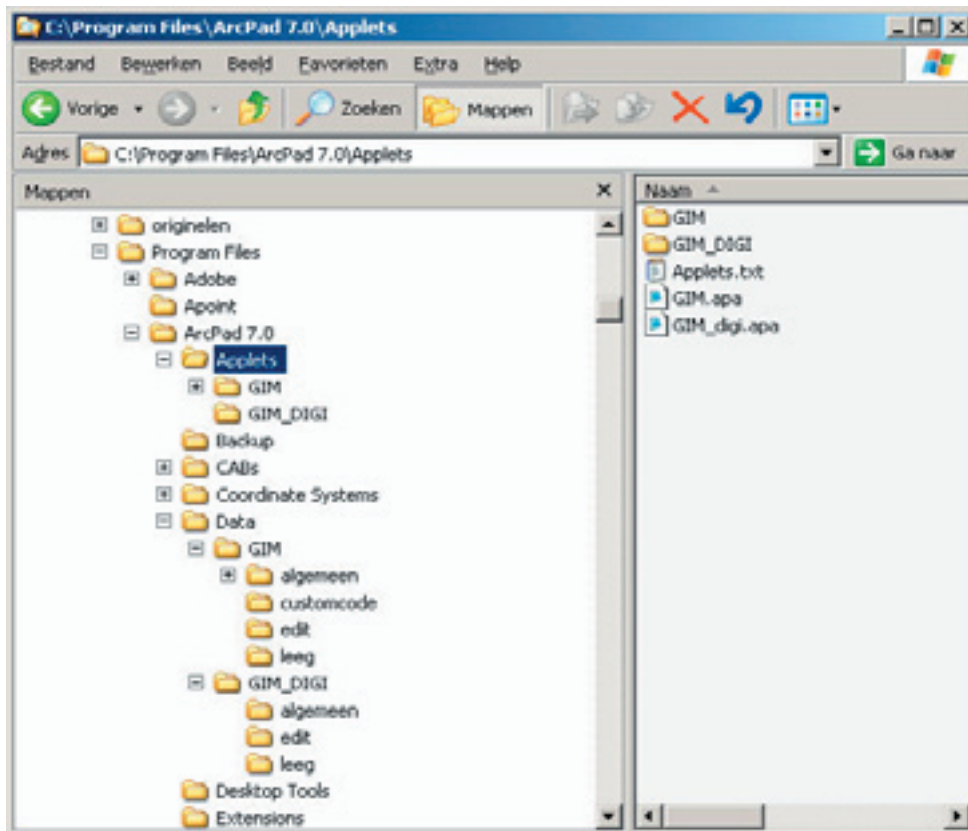 C:\Program Files\ArcPad 7.0\Applets
Bestand Bewerken Beeld Favorieten Extra Help
Vorige Zoeken Mappen
Adres C:\Program Files\ArcPad 7.0\Applets Ga naar
Mappen
originelen
Program Files
Adobe
Apoint
ArcPad 7.0
Applets
GIM
GIM_DIGI
Backup
CABs
Coordinate Systems
Data
GIM
algemeen
customcode
edit
leeg
GIM_DIGI
algemeen
edit
leeg
Desktop Tools
Extensions
Naam
GIM
GIM_DIGI
Applets.txt
GIM.apa
GIM_digi.apa